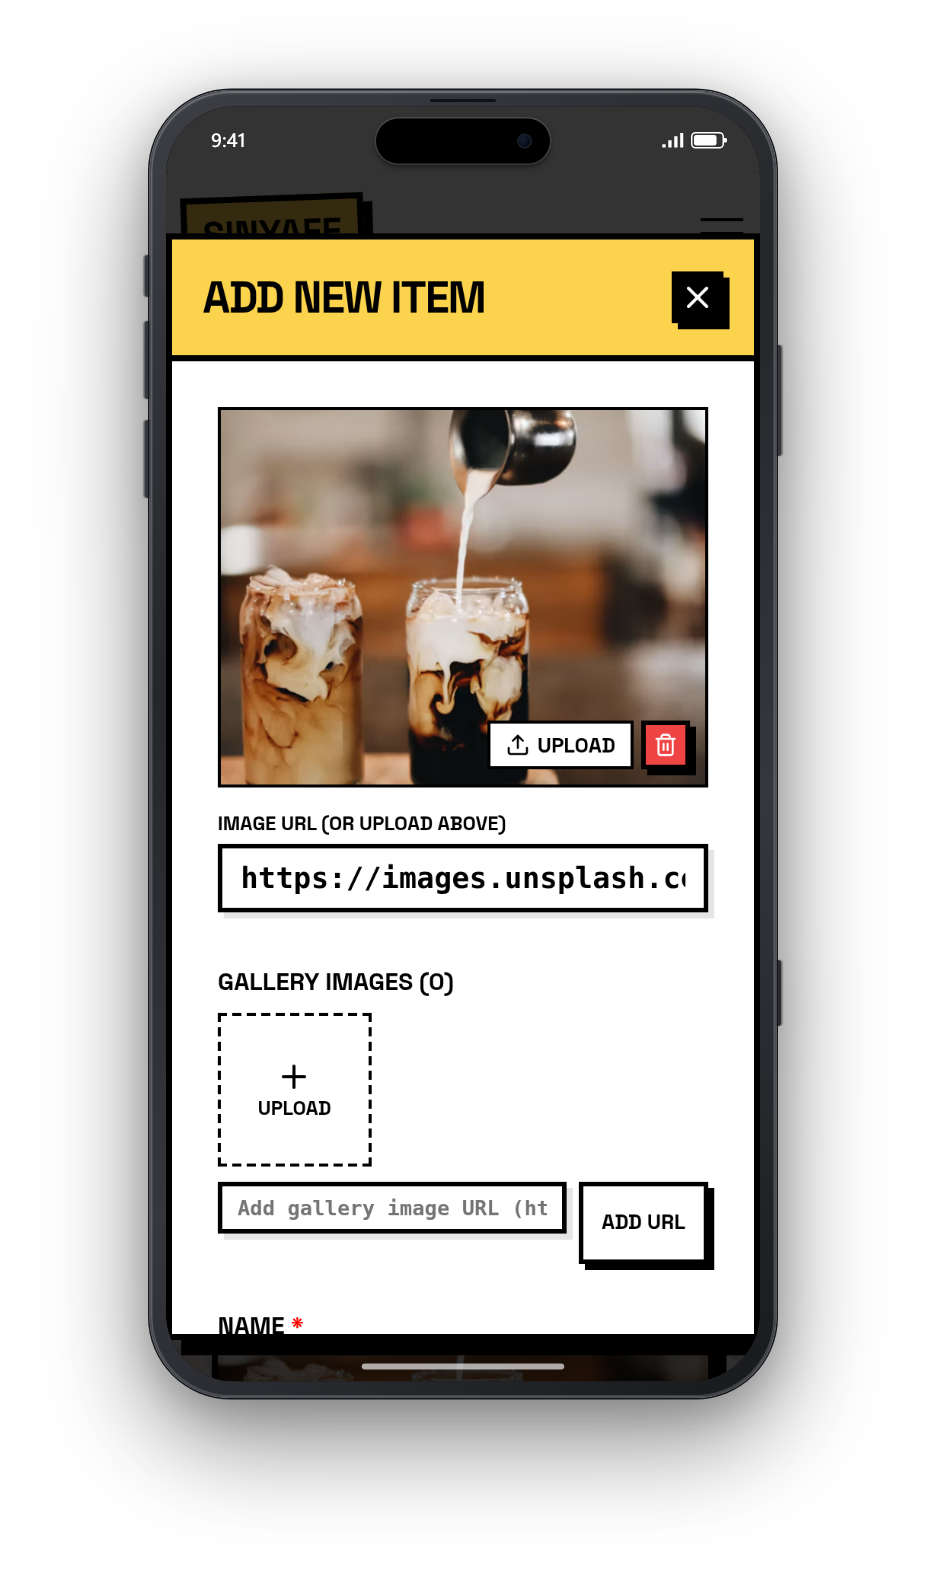 9:41
SINYAFE
ADD NEW ITEM
UPLOAD
IMAGE URL (OR UPLOAD ABOVE)
https://images.unsplash.c
GALLERY IMAGES (0)
UPLOAD
Add gallery image URL (ht
ADD URL
NAME *